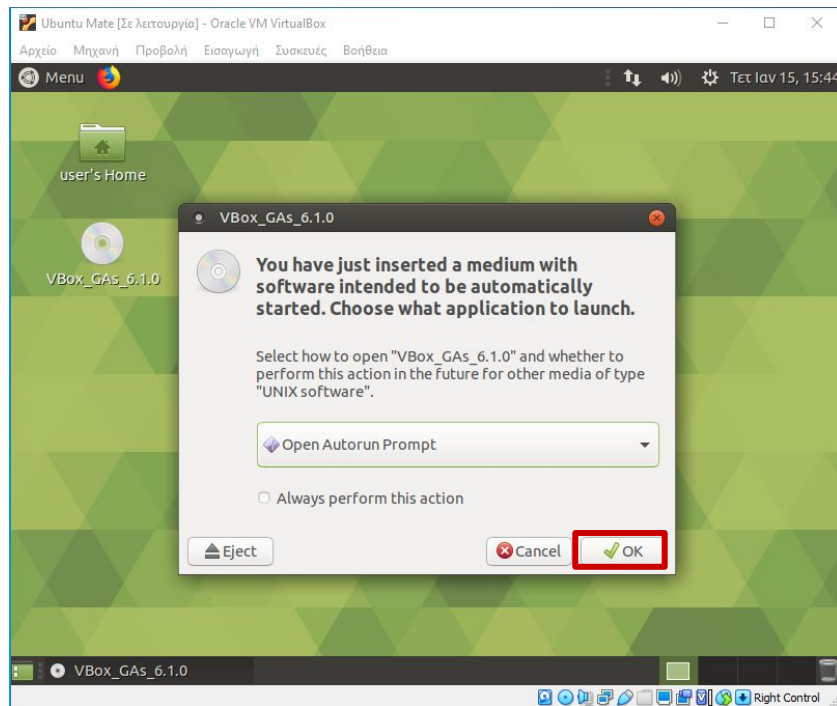 Ubuntu Mate [Σε λειτουργία] - Oracle VM VirtualBox
Αρχείο Μηχανή Προβολή Εισαγωγή Συσκευές Βοήθεια
Menu Τετ Ιαν 15, 15:44
user's Home
VBox_GAs_6.1.0
VBox_GAs_6.1.0
You have just inserted a medium with
software intended to be automatically
started. Choose what application to launch.
Select how to open "VBox_GAs_6.1.0" and whether to
perform this action in the future for other media of type
"UNIX software".
Open Autorun Prompt
Always perform this action
Eject Cancel OK
VBox_GAs_6.1.0
Right Control